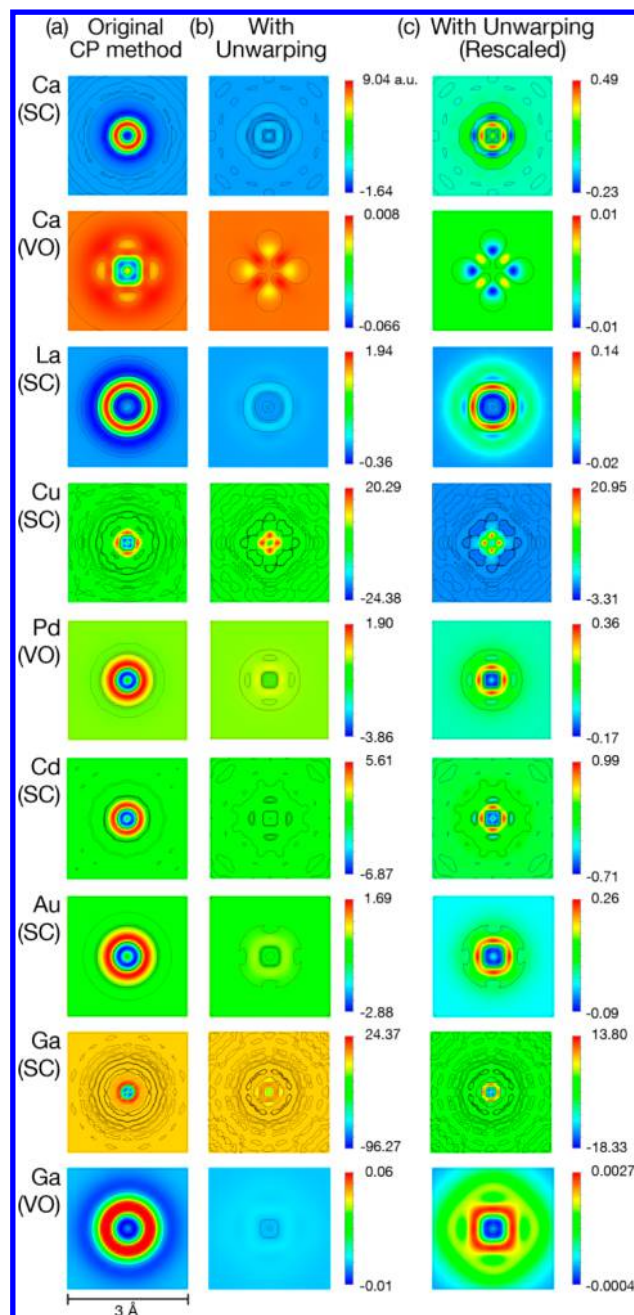 (a) Original (b) With (c) With Unwarping
CP method Unwarping (Rescaled)
Ca
(SC)
9.04 a.u.
-1.64
0.49
-0.23
Ca
(VO)
0.008
-0.066
0.01
-0.01
La
(SC)
1.94
-0.36
0.14
-0.02
Cu
(SC)
20.29
-24.38
20.95
-3.31
Pd
(VO)
1.90
-3.86
0.36
-0.17
Cd
(SC)
5.61
-6.87
0.99
-0.71
Au
(SC)
1.69
-2.88
0.26
-0.09
Ga
(SC)
24.37
-96.27
13.80
-18.33
Ga
(VO)
0.06
-0.01
0.0027
-0.0004
3 Å